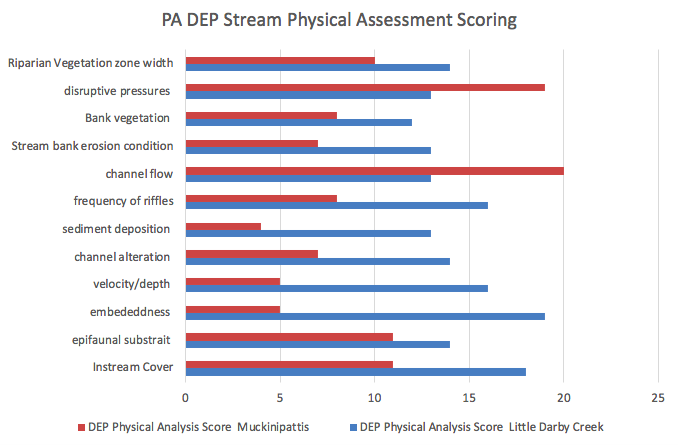 PA DEP Stream Physical Assessment Scoring
Riparian Vegetation zone width
disruptive pressures
Bank vegetation
Stream bank erosion condition
channel flow
frequency of riffles
sediment deposition
channel alteration
velocity/depth
embededdness
epifaunal substrait
Instream Cover
0 5 10 15 20 25
DEP Physical Analysis Score Muckinipattis DEP Physical Analysis Score Little Darby Creek